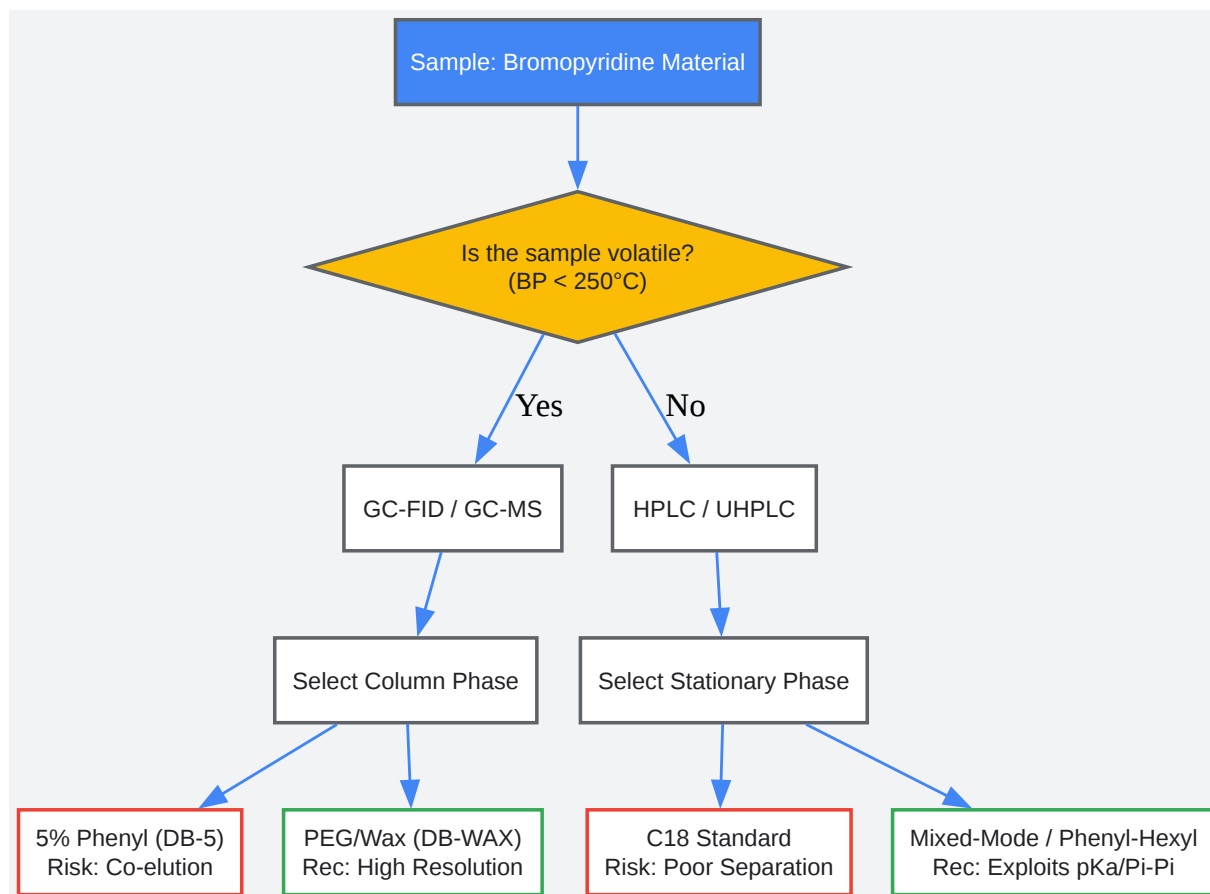 Sample: Bromopyridine Material
Is the sample volatile?
(BP < 250°C)
Yes
No
GC-FID / GC-MS
HPLC / UHPLC
Select Column Phase
Select Stationary Phase
5% Phenyl (DB-5)
Risk: Co-elution
PEG/Wax (DB-WAX)
Rec: High Resolution
C18 Standard
Risk: Poor Separation
Mixed-Mode / Phenyl-Hexyl
Rec: Exploits pKa/Pi-Pi